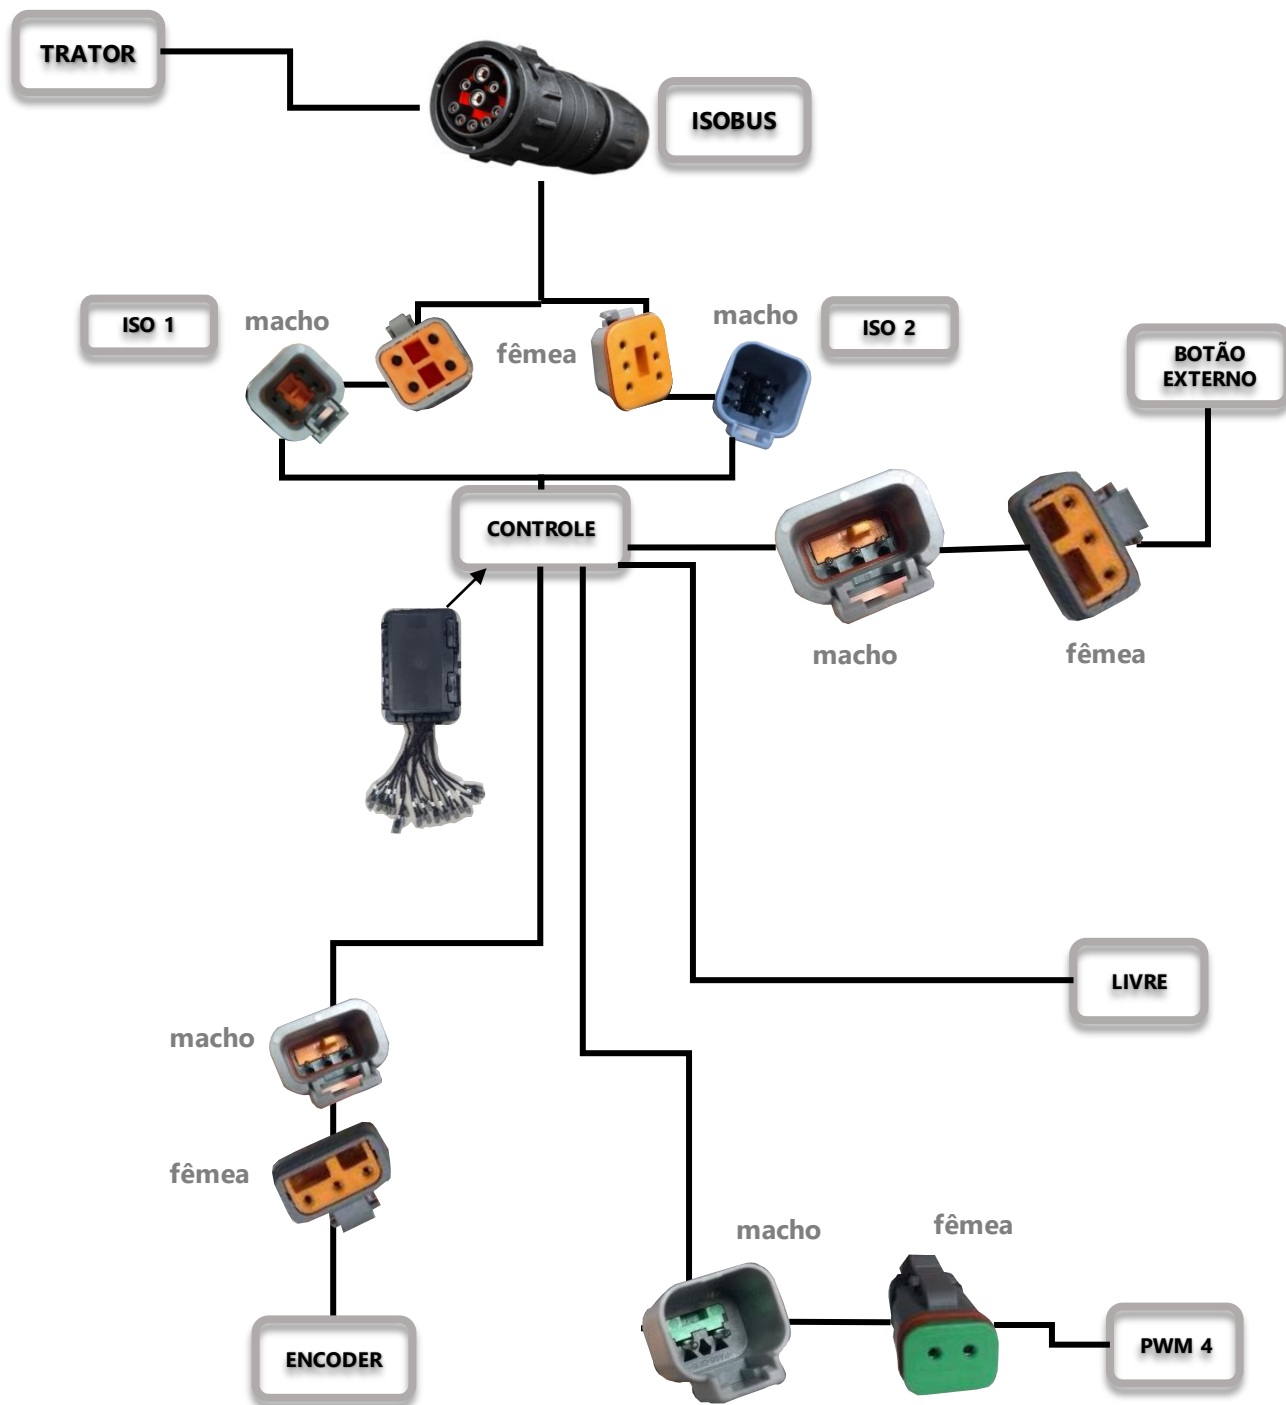 TRATOR
ISOBUS
ISO 1
macho
fêmea
macho
ISO 2
BOTÃO
EXTERNO
CONTROLE
macho
fêmea
LIVRE
macho
fêmea
macho
fêmea
ENCODER
PWM 4